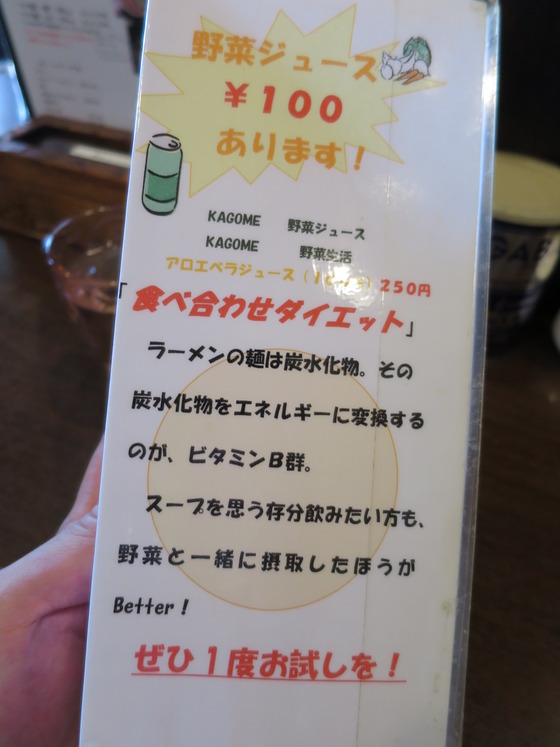 野菜ジュース
￥１００
あります！
KAGOME 野菜ジュース
KAGOME 野菜生活
アロエベラジュース ２５０円
「食べ合わせダイエット」
ラーメンの麺は炭水化物。その
炭水化物をエネルギーに変換する
のが、ビタミンＢ群。
スープを思う存分飲みたい方も、
野菜と一緒に摂取したほうが
Better！
ぜひ１度お試しを！